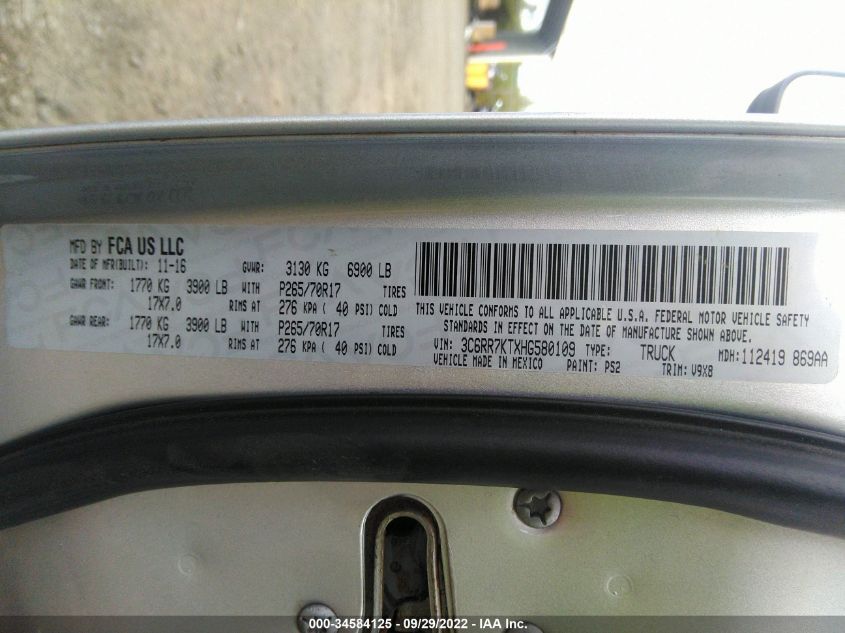 MFD BY FCA US LLC
DATE OF MFR(BUILT): 11-16 GVWR: 3130 KG 6900 LB
GAWR FRONT: 1770 KG 3900 LB WITH P265/70R17 TIRES
17X7.0 RIMS AT 276 KPA ( 40 PSI) COLD
GAWR REAR: 1770 KG 3900 LB WITH P265/70R17 TIRES
17X7.0 RIMS AT 276 KPA ( 40 PSI) COLD
THIS VEHICLE CONFORMS TO ALL APPLICABLE U.S.A. FEDERAL MOTOR VEHICLE SAFETY
STANDARDS IN EFFECT ON THE DATE OF MANUFACTURE SHOWN ABOVE.
VIN: 3C6RR7KTXHG580109 TYPE: TRUCK MDH:112419 869AA
VEHICLE MADE IN MEXICO PAINT: PS2 TRIM: V9X8
000-34584125 - 09/29/2022 - IAA Inc.